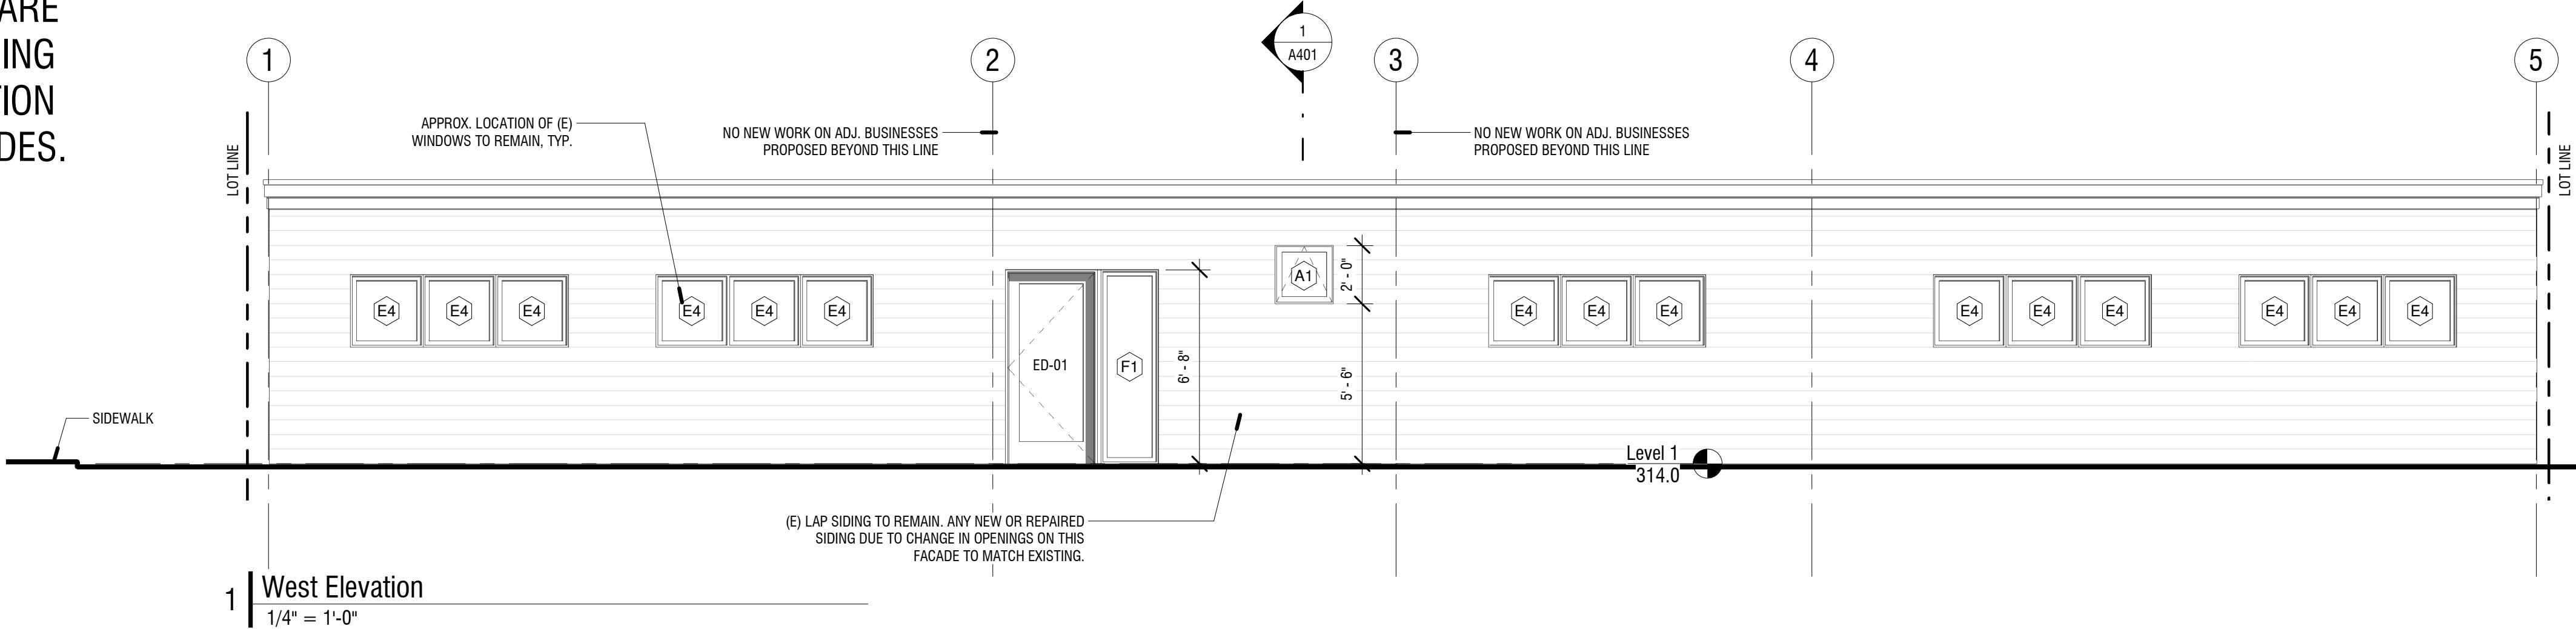 ARE
ING
TION
DES.
1
2
1
A401
3
4
5
LOT LINE
APPROX. LOCATION OF (E)
WINDOWS TO REMAIN, TYP.
NO NEW WORK ON ADJ. BUSINESSES
PROPOSED BEYOND THIS LINE
NO NEW WORK ON ADJ. BUSINESSES
PROPOSED BEYOND THIS LINE
LOT LINE
E4 E4 E4
E4 E4 E4
A1
2' - 0"
E4 E4 E4
E4 E4 E4
E4 E4 E4
ED-01
F1
6' - 8"
5' - 6"
SIDEWALK
Level 1
314.0
(E) LAP SIDING TO REMAIN. ANY NEW OR REPAIRED
SIDING DUE TO CHANGE IN OPENINGS ON THIS
FACADE TO MATCH EXISTING.
1 West Elevation
1/4" = 1'-0"